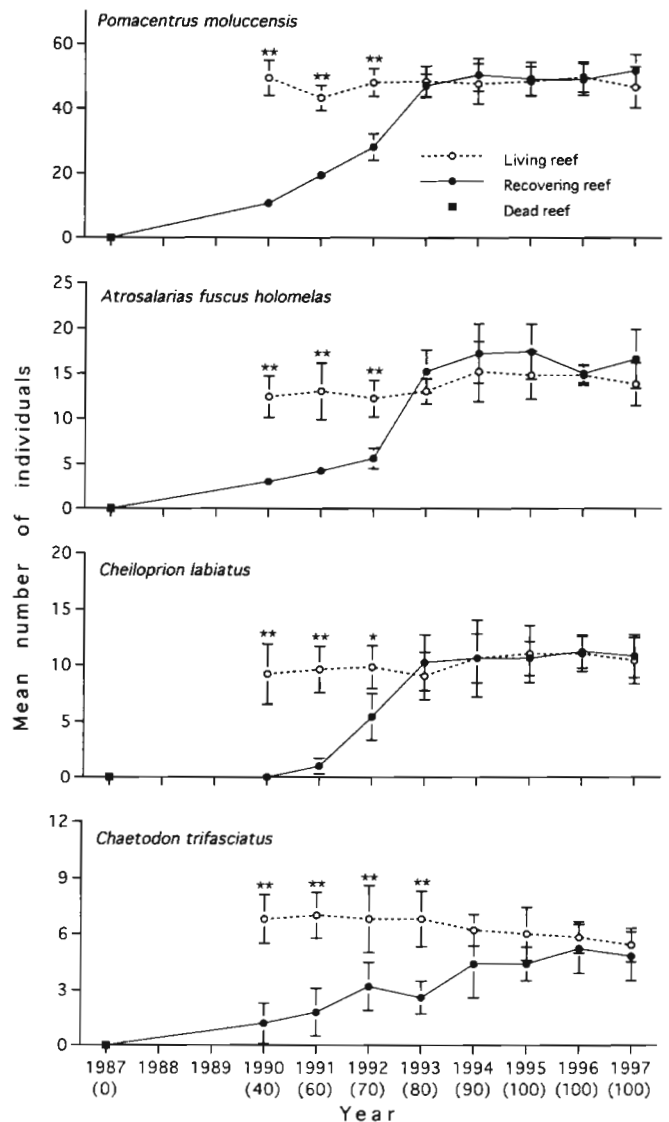 Pomacentrus moluccensis
60
40
20
0
★★ ★★ ★★
Living reef
Recovering reef
Dead reef
Atrosalarias fuscus holomelas
25
20
15
10
5
0
★★ ★★ ★★
Mean number of individuals
Cheiloprion labiatus
20
15
10
5
0
★★ ★★ ★
Chaetodon trifasciatus
12
9
6
3
0
★★ ★★ ★★ ★★
1987 1988 1989 1990 1991 1992 1993 1994 1995 1996 1997
(0) (40) (60) (70) (80) (90) (100) (100) (100)
Year